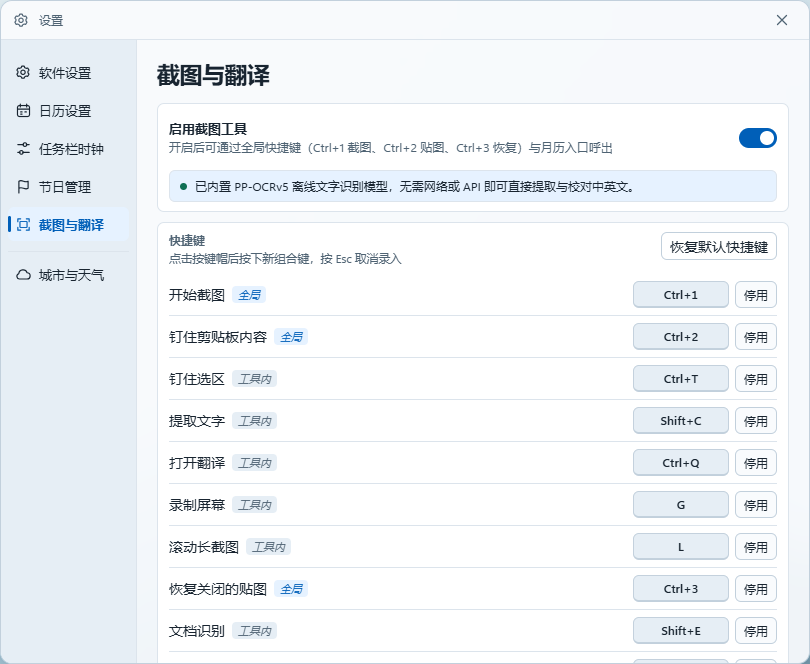 设置
软件设置
日历设置
任务栏时钟
节日管理
截图与翻译
城市与天气
截图与翻译
启用截图工具
开启后可通过全局快捷键（Ctrl+1 截图、Ctrl+2 贴图、Ctrl+3 恢复）与月历入口呼出
已内置 PP-OCRv5 离线文字识别模型，无需网络或 API 即可直接提取与校对中英文。
快捷键
点击按键帽后按下新组合键，按 Esc 取消录入
恢复默认快捷键
开始截图 全局 Ctrl+1 停用
钉住剪贴板内容 全局 Ctrl+2 停用
钉住选区 工具内 Ctrl+T 停用
提取文字 工具内 Shift+C 停用
打开翻译 工具内 Ctrl+Q 停用
录制屏幕 工具内 G 停用
滚动长截图 工具内 L 停用
恢复关闭的贴图 全局 Ctrl+3 停用
文档识别 工具内 Shift+E 停用